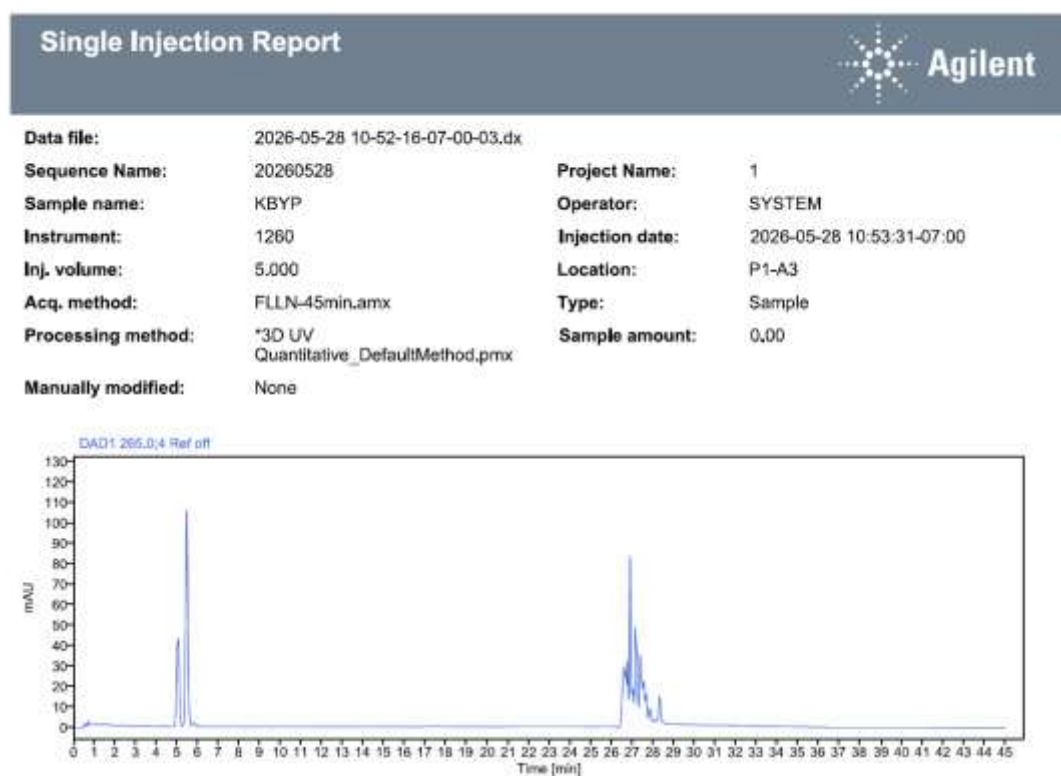 Single Injection Report
Agilent
Data file: 2026-05-28 10-52-16-07-00-03.dx
Sequence Name: 20260528 Project Name: 1
Sample name: KBYP Operator: SYSTEM
Instrument: 1260 Injection date: 2026-05-28 10:53:31-07:00
Inj. volume: 5.000 Location: P1-A3
Acq. method: FLLN-45min.amx Type: Sample
Processing method: *3D UV Sample amount: 0.00
Quantitative_DefaultMethod.pmx
Manually modified: None
DAD1 265.0;4 Ref off
130
120
110
100
90
80
70
60
50
40
30
20
10
0
mAU
0 1 2 3 4 5 6 7 8 9 10 11 12 13 14 15 16 17 18 19 20 21 22 23 24 25 26 27 28 29 30 31 32 33 34 35 36 37 38 39 40 41 42 43 44 45
Time [min]